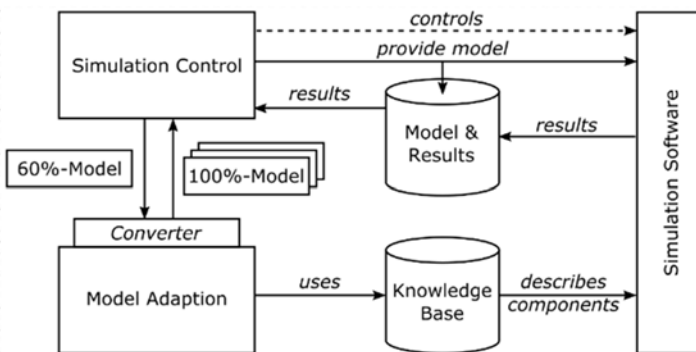 controls
Simulation Control
provide model
results
Model &
Results
results
Simulation Software
60%-Model
100%-Model
Converter
Model Adaption
uses
Knowledge
Base
describes
components